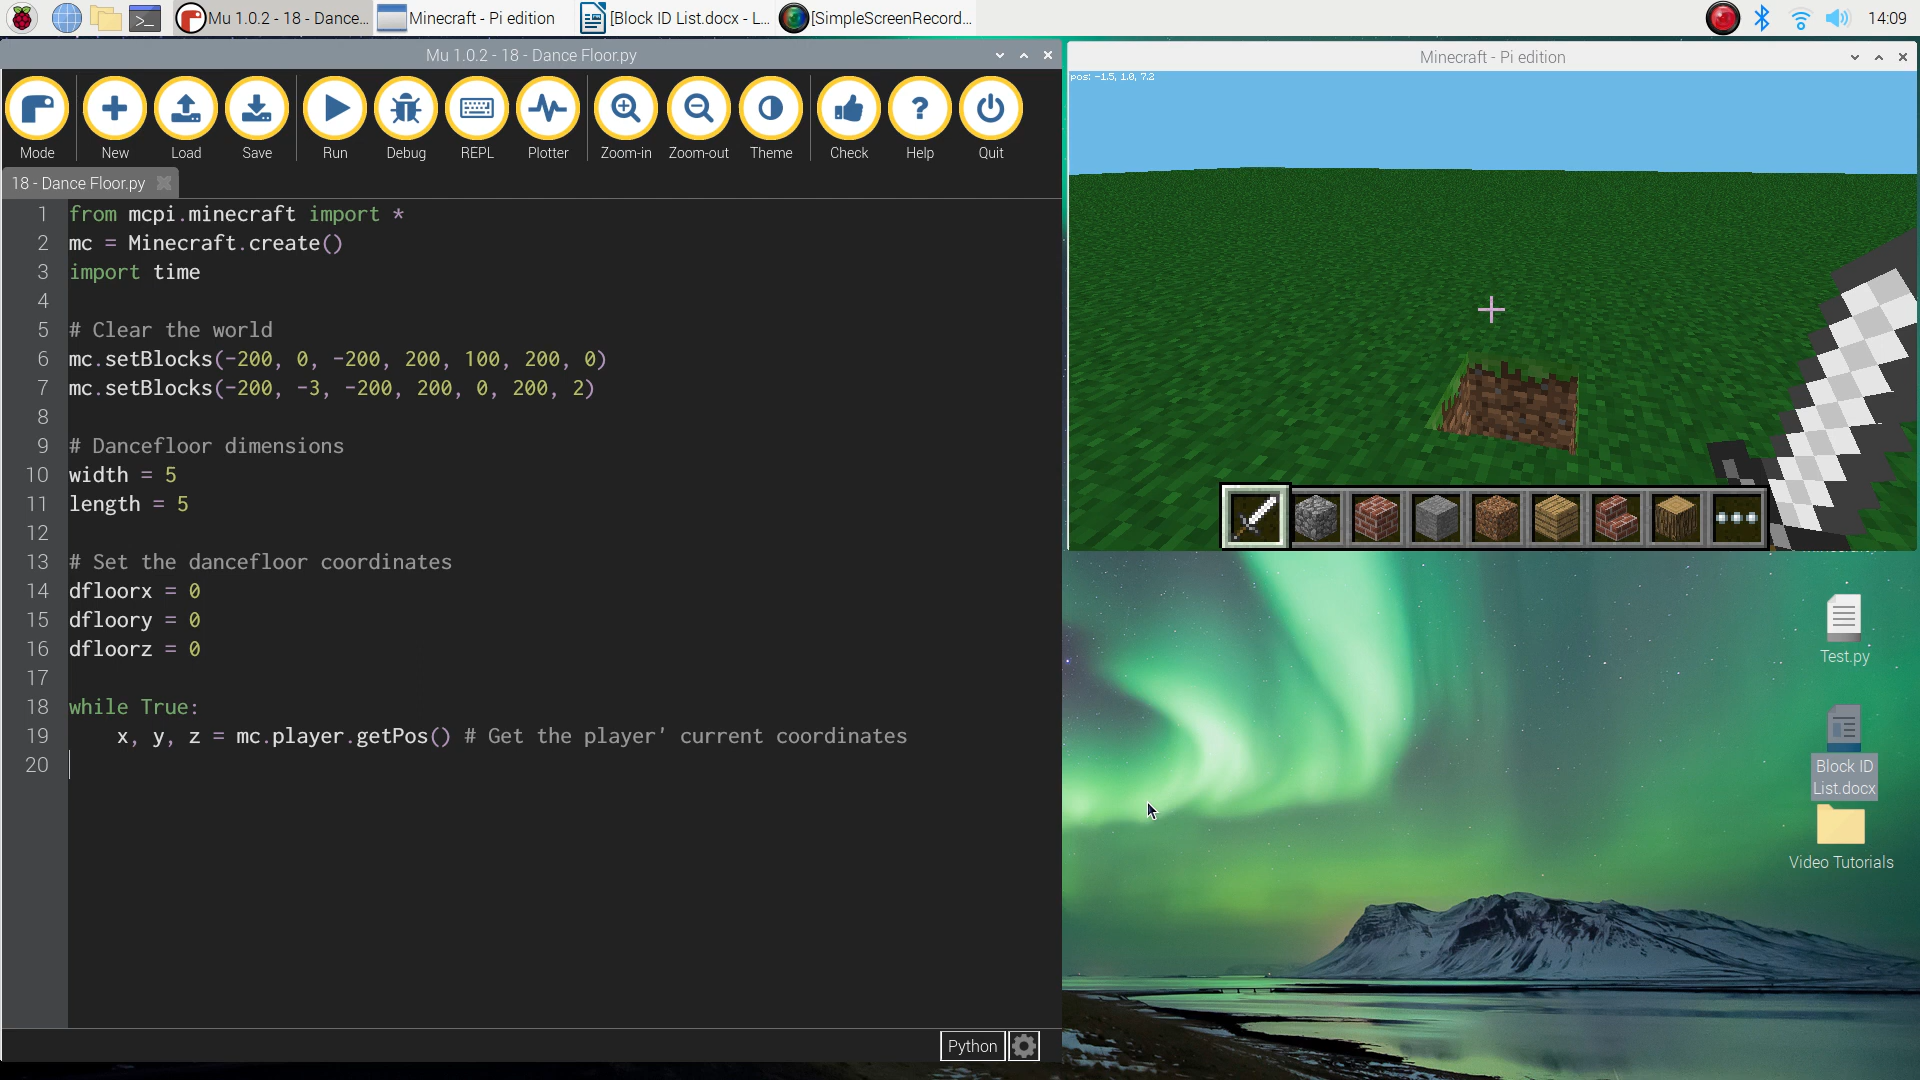 Mu 1.0.2 - 18 - Dance...
Minecraft - Pi edition
[Block ID List.docx - L...
[SimpleScreenRecord...
14:09
Mu 1.0.2 - 18 - Dance Floor.py
Mode
New
Load
Save
Run
Debug
REPL
Plotter
Zoom-in
Zoom-out
Theme
Check
Help
Quit
18 - Dance Floor.py
1 from mcpi.minecraft import *
2 mc = Minecraft.create()
3 import time
4
5 # Clear the world
6 mc.setBlocks(-200, 0, -200, 200, 100, 200, 0)
7 mc.setBlocks(-200, -3, -200, 200, 0, 200, 2)
8
9 # Dancefloor dimensions
10 width = 5
11 length = 5
12
13 # Set the dancefloor coordinates
14 dfloorx = 0
15 dfloory = 0
16 dfloorz = 0
17
18 while True:
19     x, y, z = mc.player.getPos() # Get the player' current coordinates
20
Python
Minecraft - Pi edition
pos: -1.5, 1.0, 7.2
Test.py
Block ID
List.docx
Video Tutorials